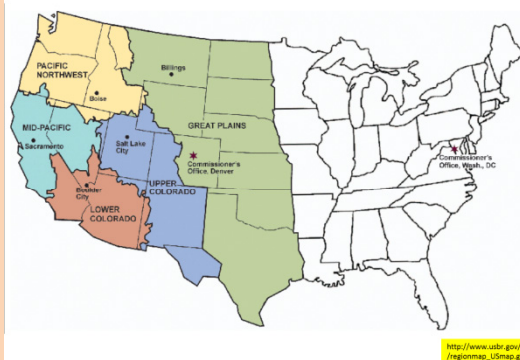 PACIFIC
NORTHWEST
Boise
Billings
MID-PACIFIC
Sacramento
Salt Lake
City
GREAT PLAINS
Commissioner's
Office, Denver
UPPER
COLORADO
Boulder
City
LOWER
COLORADO
Commissioner's
Office, Wash., DC
http://www.usbr.gov/
/regionmap_USmap.g